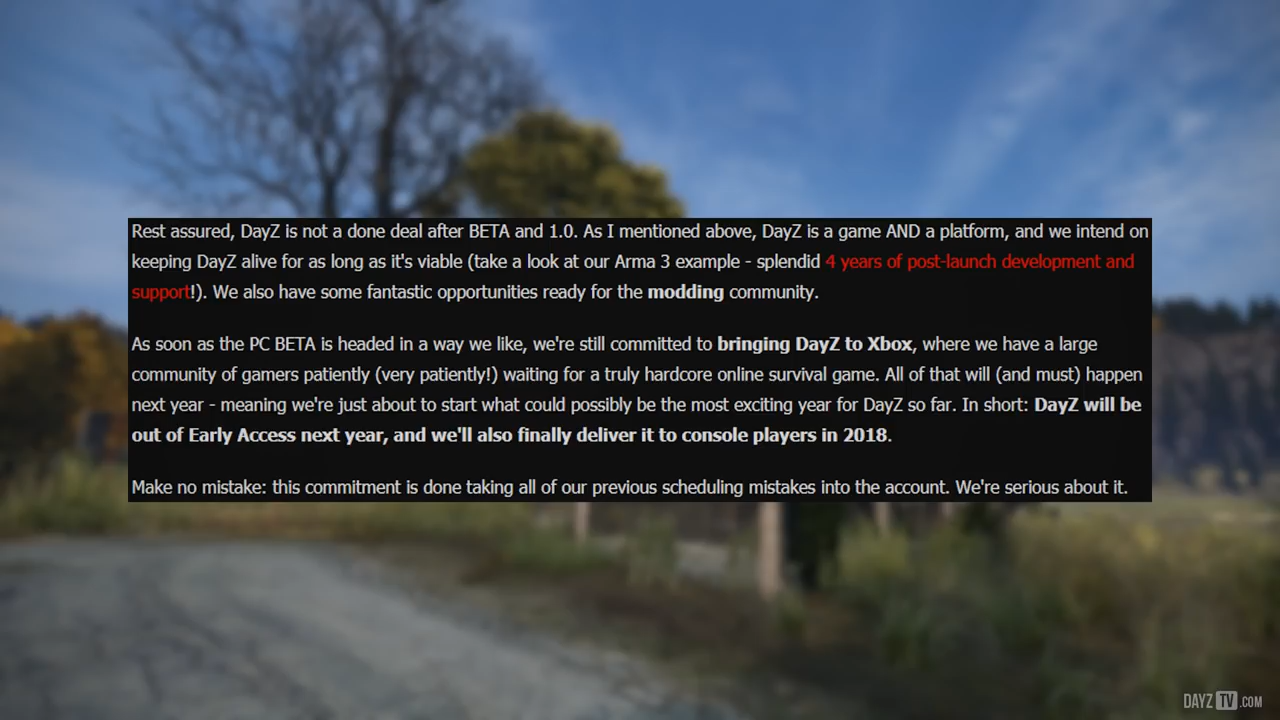 Rest assured, DayZ is not a done deal after BETA and 1.0. As I mentioned above, DayZ is a game AND a platform, and we intend on
keeping DayZ alive for as long as it's viable (take a look at our Arma 3 example - splendid 4 years of post-launch development and
support!). We also have some fantastic opportunities ready for the modding community.
As soon as the PC BETA is headed in a way we like, we're still committed to bringing DayZ to Xbox, where we have a large
community of gamers patiently (very patiently!) waiting for a truly hardcore online survival game. All of that will (and must) happen
next year - meaning we're just about to start what could possibly be the most exciting year for DayZ so far. In short: DayZ will be
out of Early Access next year, and we'll also finally deliver it to console players in 2018.
Make no mistake: this commitment is done taking all of our previous scheduling mistakes into the account. We're serious about it.
DAYZ TV .COM